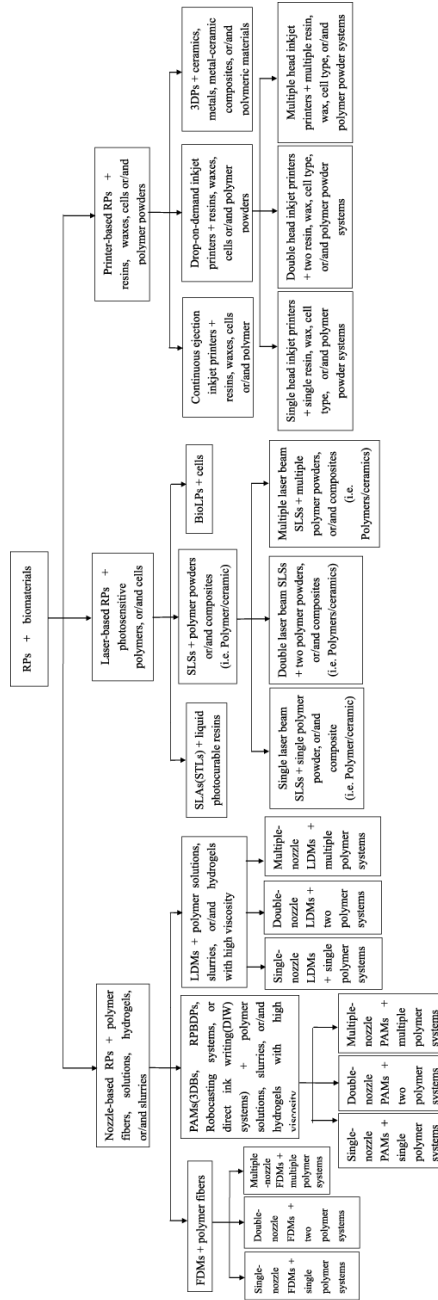 RPs + biomaterials
Nozzle-based RPs + polymer
fibers, solutions, hydrogels,
or/and slurries
Laser-based RPs +
photosensitive
polymers, or/and cells
Printer-based RPs +
resins, waxes, cells or/and
polymer powders
FDMs + polymer fibers
PAMs(3DBs, RPBDPs,
Robocasting systems, or
direct ink writing(DIW)
systems) + polymer
solutions, slurries, or/and
hydrogels with high
viscosity
LDMs + polymer solutions,
slurries, or/and hydrogels
with high viscosity
SLAs(STLs) + liquid
photocurable resins
SLSs + polymer powders
or/and composites
(i.e. Polymer/ceramic)
BioLPs + cells
Continuous ejection
inkjet printers +
resins, waxes, cells
or/and polymer
Drop-on-demand inkjet
printers + resins, waxes,
cells or/and polymer
powders
3DPs + ceramics,
metals, metal-ceramic
composites, or/and
polymeric materials
Single-
nozzle
FDMs +
single
polymer
systems
Double-
nozzle
FDMs +
two
polymer
systems
Multiple
-nozzle
FDMs +
multiple
polymer
systems
Single-
nozzle
PAMs +
single polymer
systems
Double-
nozzle
PAMs +
two
polymer
systems
Multiple-
nozzle
PAMs +
multiple
polymer
systems
Single-
nozzle
LDMs
+ single
polymer
systems
Double-
nozzle
LDMs +
two
polymer
systems
Multiple-
nozzle
LDMs +
multiple
polymer
systems
Single laser beam
SLSs + single polymer
powder, or/and
composite
(i.e. Polymer/ceramic)
Double laser beam SLSs
+ two polymer powders,
or/and composites
(i.e. Polymers/ceramics)
Multiple laser beam
SLSs + multiple
polymer powders,
or/and composites
(i.e.
Polymers/ceramics)
Single head inkjet printers
+ single resin, wax, cell
type, or/and polymer
powder systems
Double head inkjet printers
+ two resin, wax, cell type,
or/and polymer powder
systems
Multiple head inkjet
printers + multiple resin,
wax, cell type, or/and
polymer powder systems